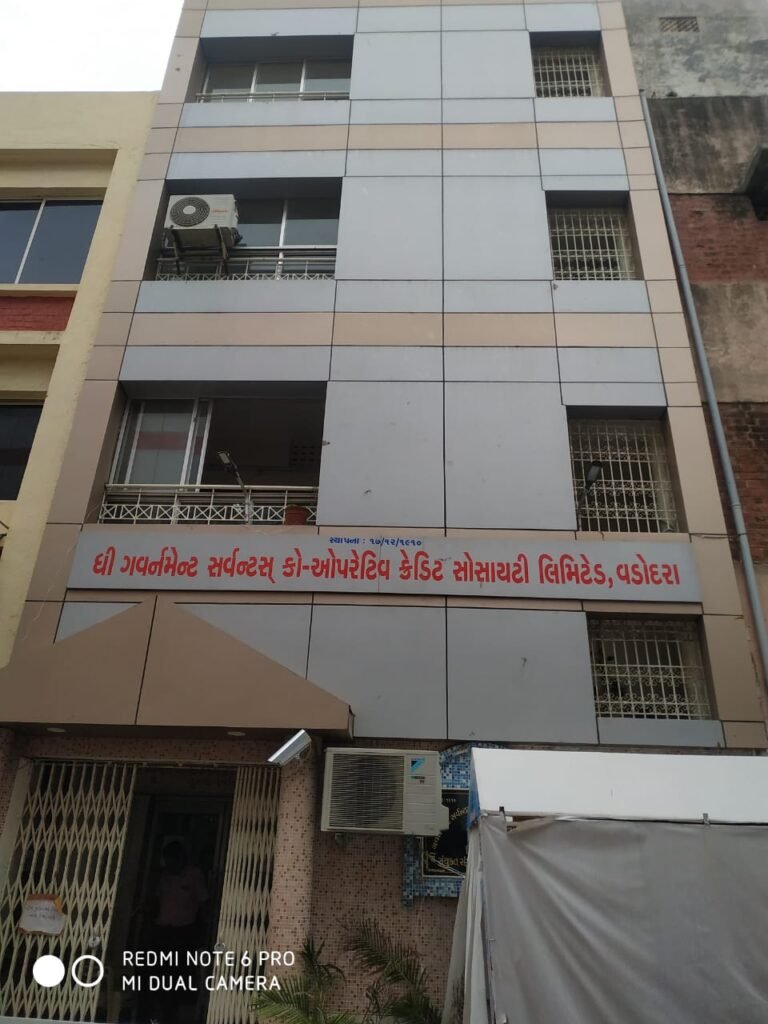 સ્થાપના : ૧૭/૧૨/૧૯૧૦
ધી ગવર્નમેન્ટ સર્વન્ટસ્ કો-ઓપરેટિવ ક્રેડિટ સોસાયટી લિમિટેડ, વડોદરા
REDMI NOTE 6 PRO
MI DUAL CAMERA